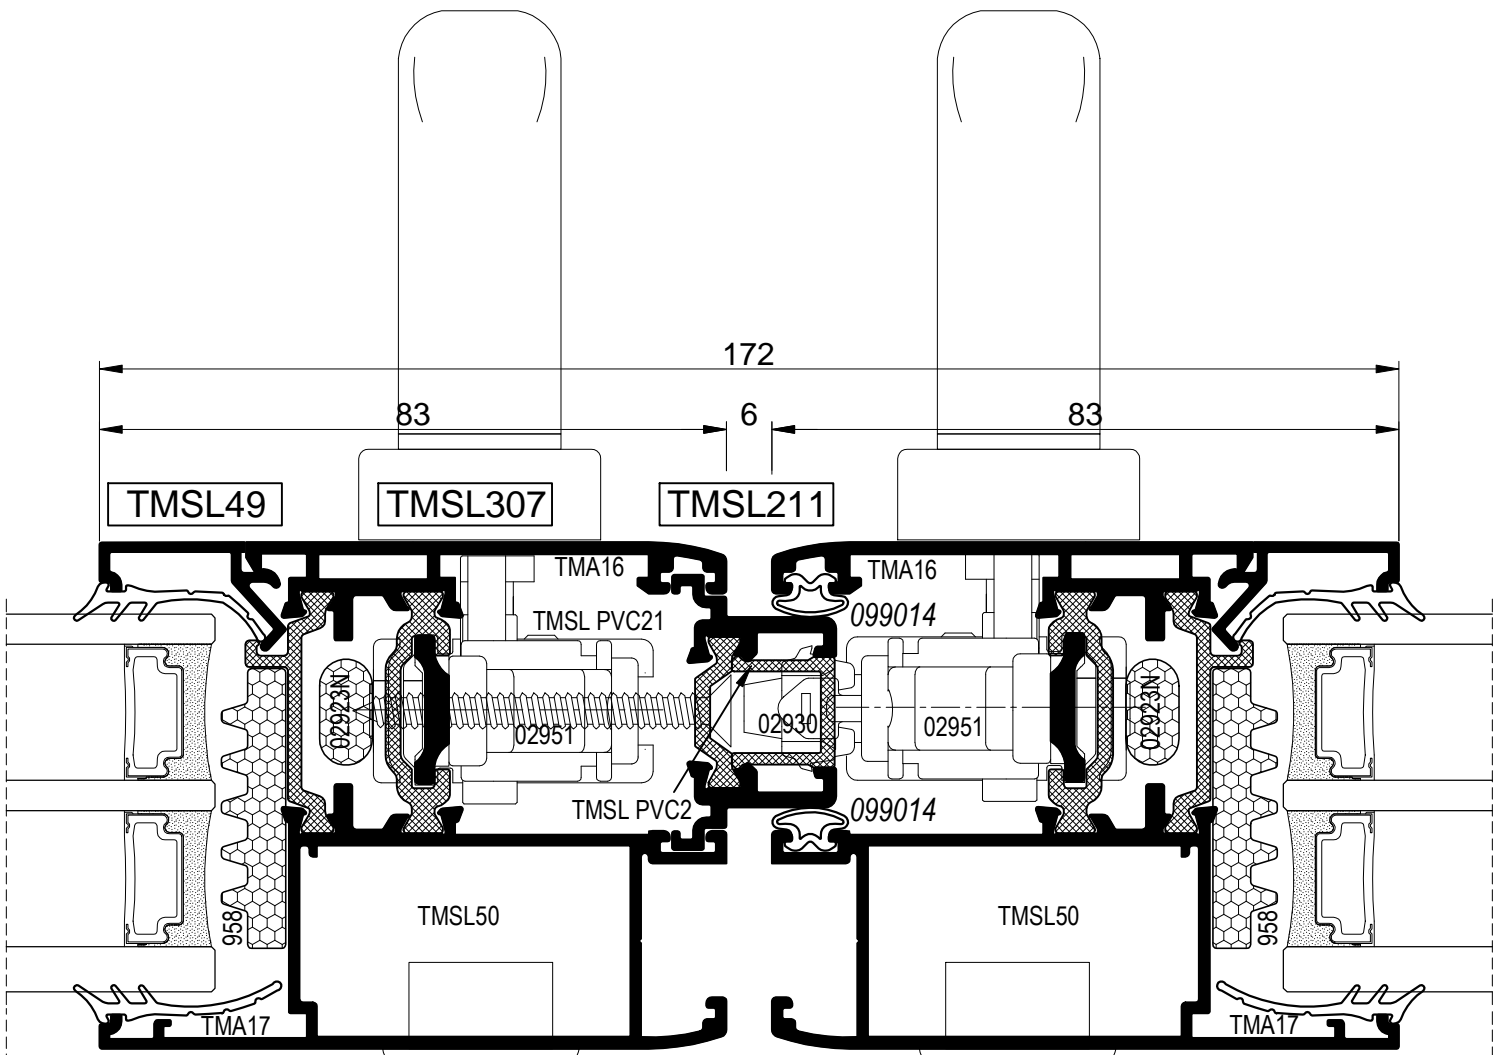 172
83 6 83
TMSL49 TMSL307 TMSL211
TMA16 TMA16
TMSL PVC21 099014
02923N 02951 02930 02951 02923N
TMSL PVC2 099014
958 TMSL50 TMSL50 958
TMA17 TMA17